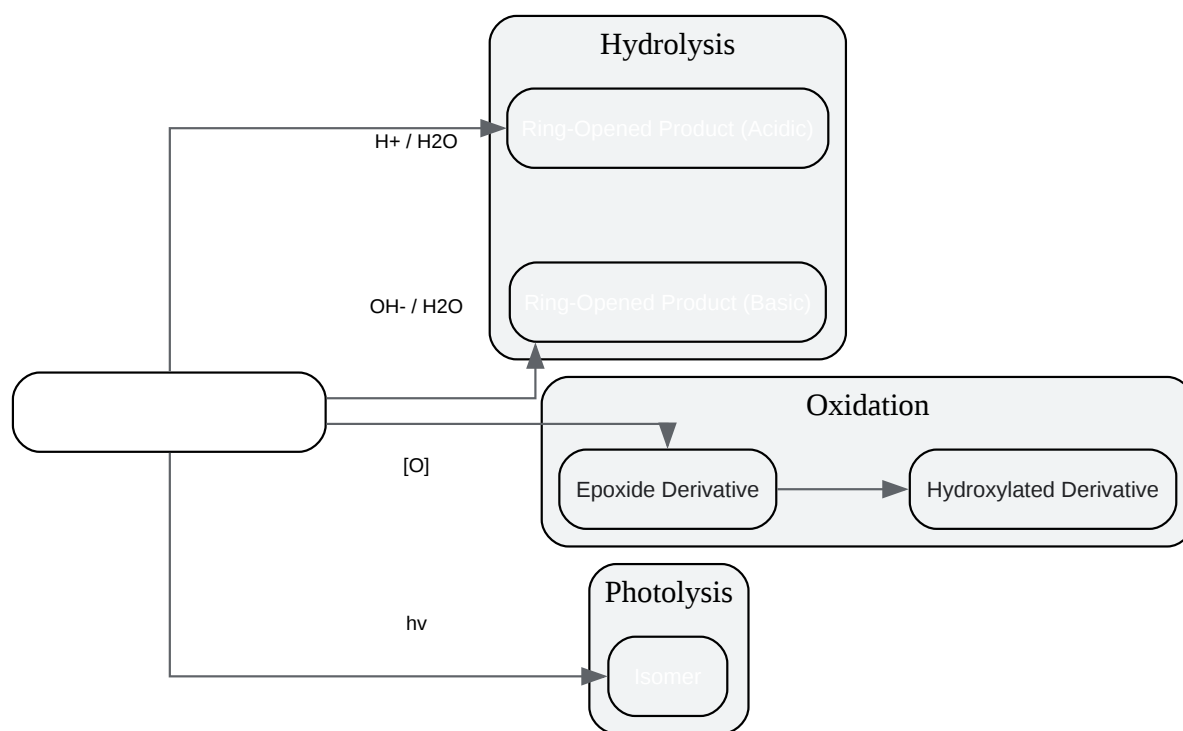 Hydrolysis
Ring-Opened Product (Acidic)
H+ / H2O
Ring-Opened Product (Basic)
OH- / H2O
Oxidation
[O]
Epoxide Derivative
Hydroxylated Derivative
Photolysis
hv
Isomer